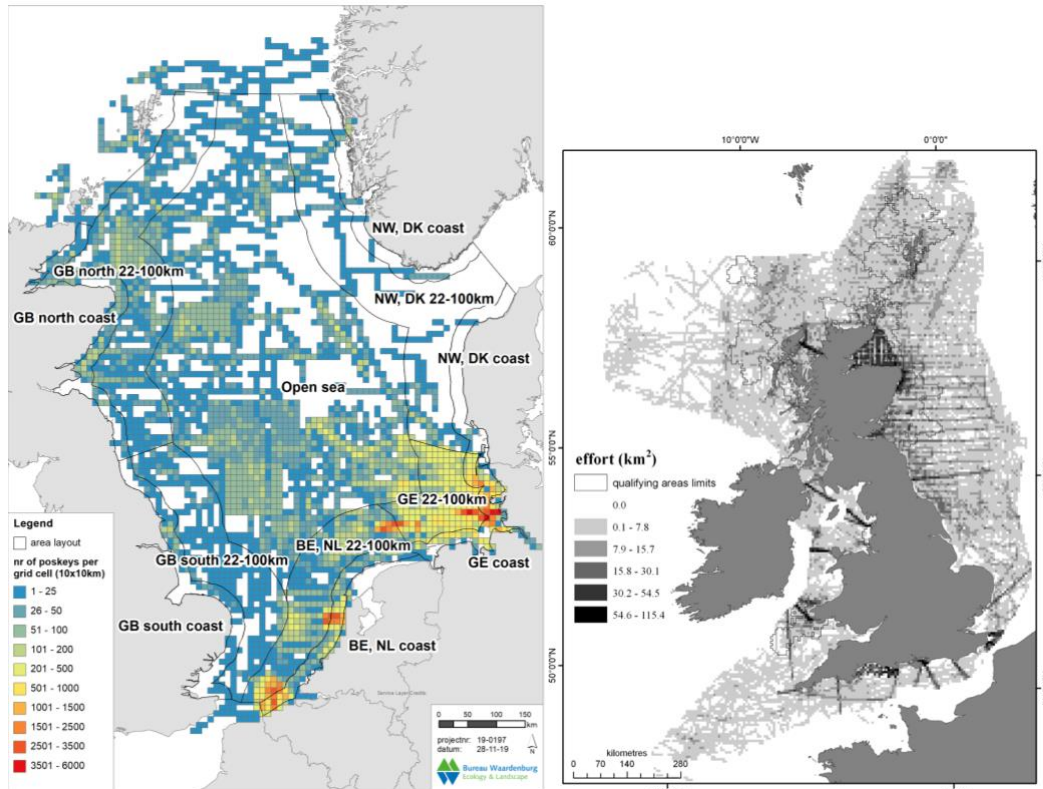 NW, DK coast
GB north 22-100km
NW, DK 22-100km
GB north coast
NW, DK coast
Open sea
GE 22-100km
BE, NL 22-100km
GB south 22-100km
GE coast
GB south coast
BE, NL coast
Legend
area layout
nr of poskeys per
grid cell (10x10km)
1 - 25
26 - 50
51 - 100
101 - 200
201 - 500
501 - 1000
1001 - 1500
1501 - 2500
2501 - 3500
3501 - 6000
Service Layer Credits:
0 25 50 100 150
km
projectnr: 19-0197
datum: 28-11-19
N
Bureau Waardenburg
Ecology & Landscape
10°0'0"W
0°0'0"
60°0'0"N
55°0'0"N
50°0'0"N
effort (km²)
qualifying areas limits
0.0
0.1 - 7.8
7.9 - 15.7
15.8 - 30.1
30.2 - 54.5
54.6 - 115.4
kilometres
0 70 140 280